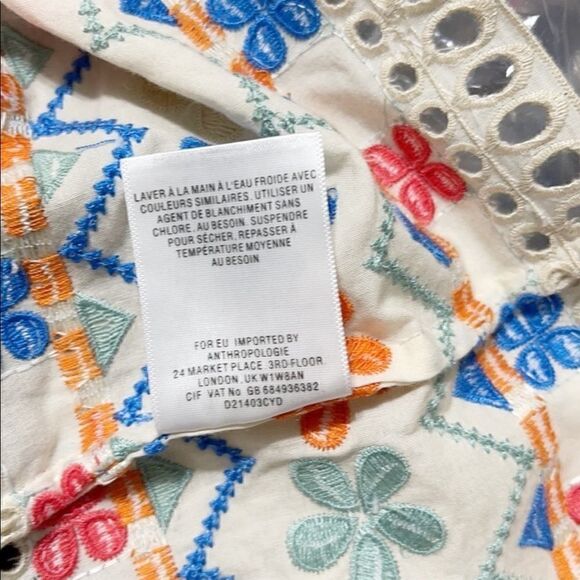 LAVER À LA MAIN À L'EAU FROIDE AVEC
COULEURS SIMILAIRES. UTILISER UN
AGENT DE BLANCHIMENT SANS
CHLORE, AU BESOIN. SUSPENDRE
POUR SÉCHER. REPASSER À
TEMPÉRATURE MOYENNE
AU BESOIN
FOR EU IMPORTED BY
ANTHROPOLOGIE
24 MARKET PLACE, 3RD-FLOOR
LONDON, UK W1W8AN
CIF VAT No GB 684936382
D21403CYD